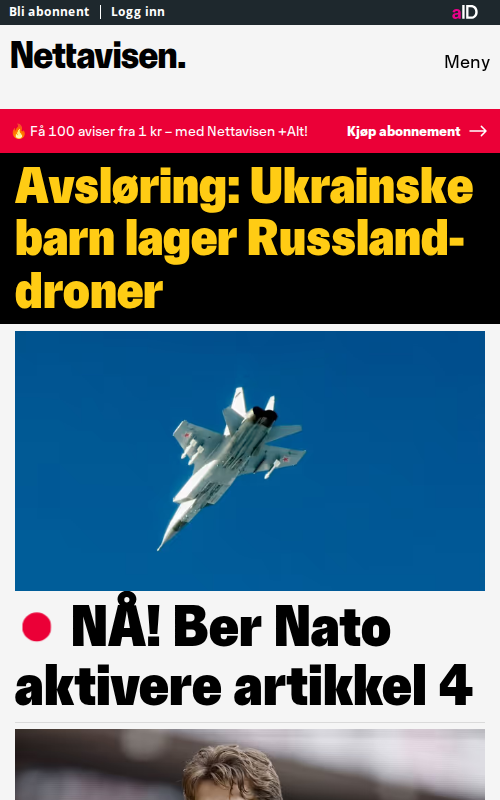 Bli abonnent | Logg inn
aID
Nettavisen.
Meny
🔥 Få 100 aviser fra 1 kr – med Nettavisen +Alt!
Kjøp abonnement →
Avsløring: Ukrainske
barn lager Russland-
droner
NÅ! Ber Nato
aktivere artikkel 4